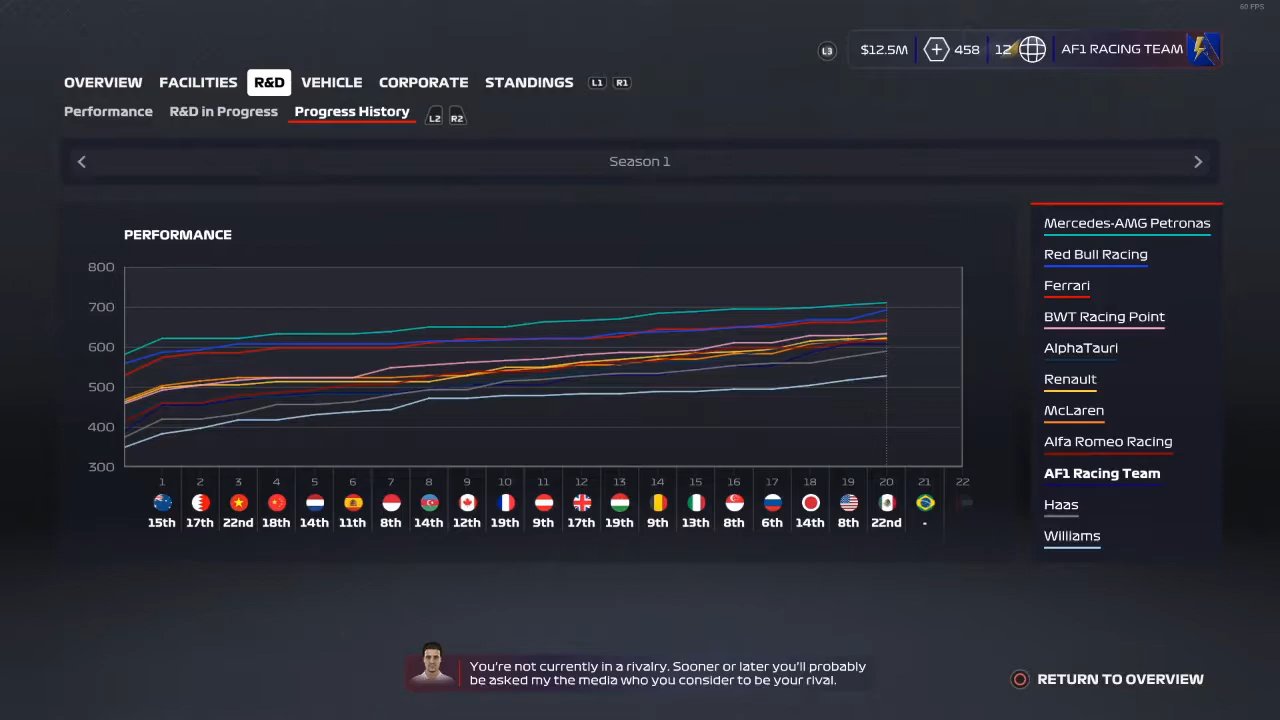 60 FPS
L3 $12.5M 458 12 AF1 RACING TEAM
OVERVIEW FACILITIES R&D VEHICLE CORPORATE STANDINGS L1 R1
Performance R&D in Progress Progress History L2 R2
Season 1
PERFORMANCE
800
700
600
500
400
300
1 2 3 4 5 6 7 8 9 10 11 12 13 14 15 16 17 18 19 20 21 22
15th 17th 22nd 18th 14th 11th 8th 14th 12th 19th 9th 17th 19th 9th 13th 8th 6th 14th 8th 22nd -
Mercedes-AMG Petronas
Red Bull Racing
Ferrari
BWT Racing Point
AlphaTauri
Renault
McLaren
Alfa Romeo Racing
AF1 Racing Team
Haas
Williams
You're not currently in a rivalry. Sooner or later you'll probably
be asked my the media who you consider to be your rival.
RETURN TO OVERVIEW